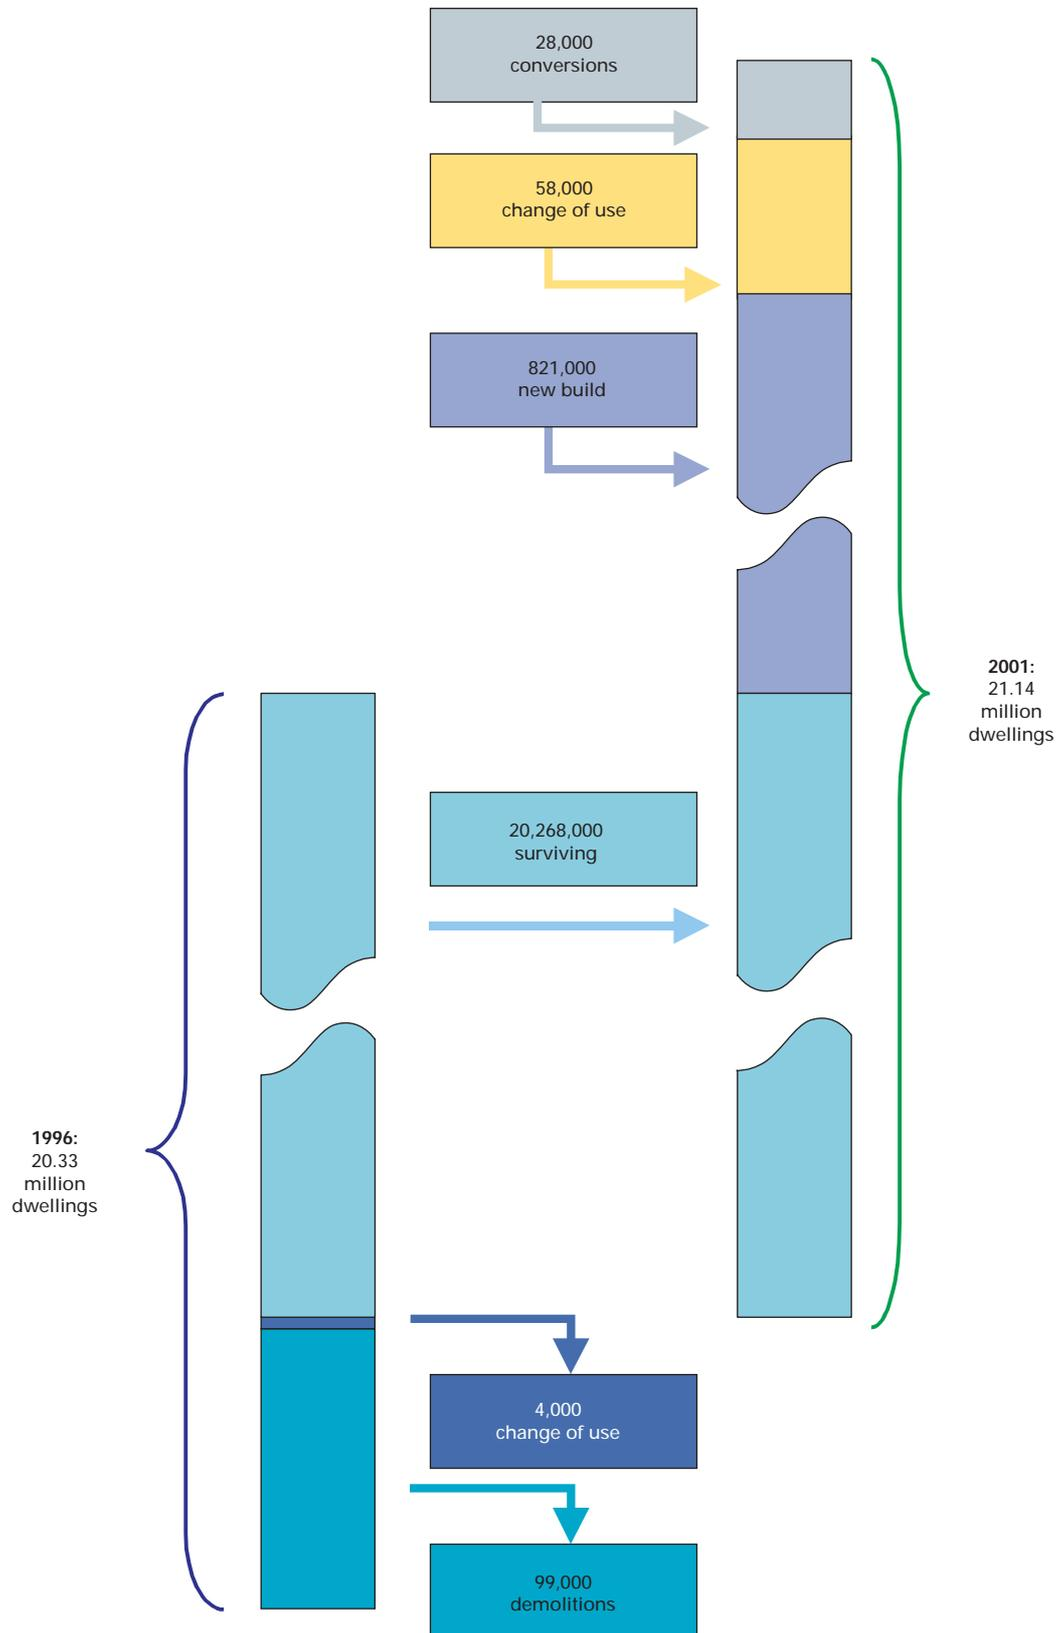 28,000
conversions
58,000
change of use
821,000
new build
2001:
21.14
million
dwellings
20,268,000
surviving
1996:
20.33
million
dwellings
4,000
change of use
99,000
demolitions